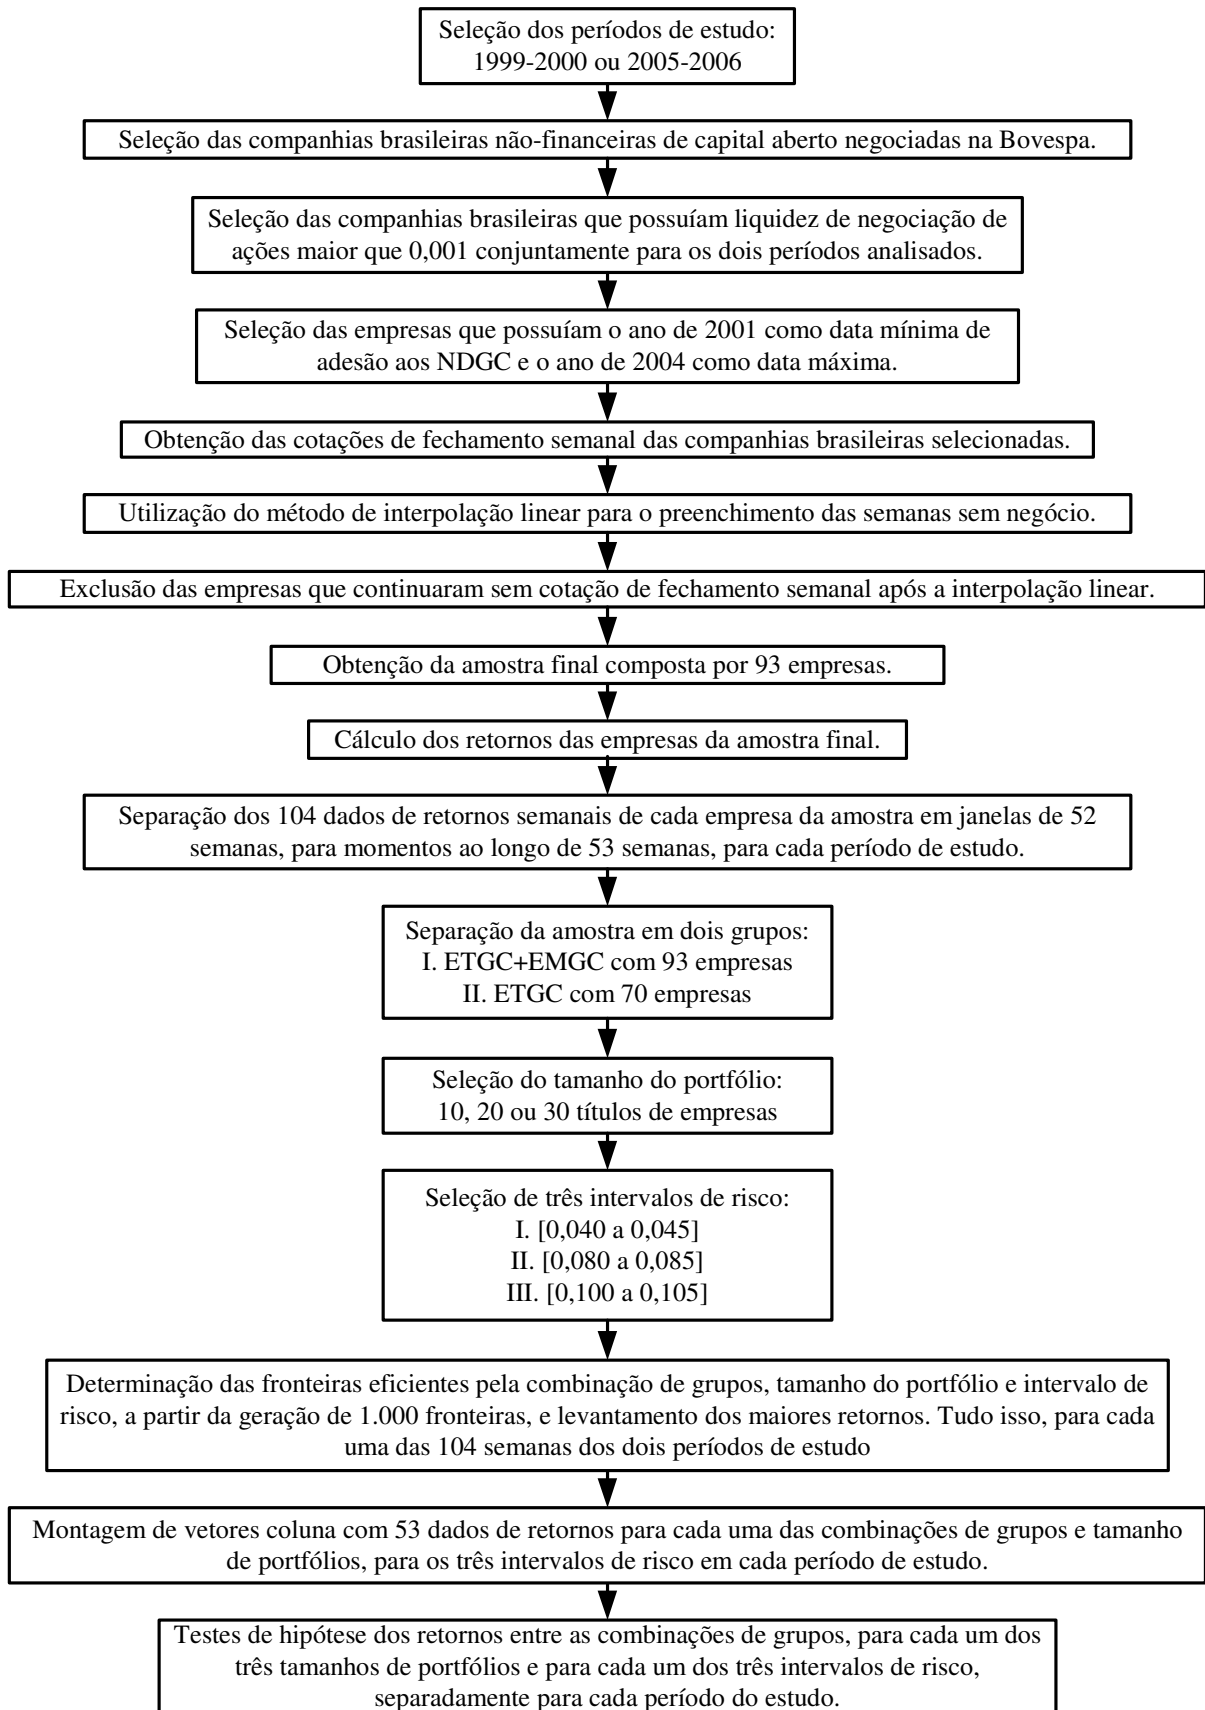 Seleção dos períodos de estudo:
1999-2000 ou 2005-2006
Seleção das companhias brasileiras não-financeiras de capital aberto negociadas na Bovespa.
Seleção das companhias brasileiras que possuíam liquidez de negociação de
ações maior que 0,001 conjuntamente para os dois períodos analisados.
Seleção das empresas que possuíam o ano de 2001 como data mínima de
adesão aos NDGC e o ano de 2004 como data máxima.
Obtenção das cotações de fechamento semanal das companhias brasileiras selecionadas.
Utilização do método de interpolação linear para o preenchimento das semanas sem negócio.
Exclusão das empresas que continuaram sem cotação de fechamento semanal após a interpolação linear.
Obtenção da amostra final composta por 93 empresas.
Cálculo dos retornos das empresas da amostra final.
Separação dos 104 dados de retornos semanais de cada empresa da amostra em janelas de 52
semanas, para momentos ao longo de 53 semanas, para cada período de estudo.
Separação da amostra em dois grupos:
I. ETGC+EMGC com 93 empresas
II. ETGC com 70 empresas
Seleção do tamanho do portfólio:
10, 20 ou 30 títulos de empresas
Seleção de três intervalos de risco:
I. [0,040 a 0,045]
II. [0,080 a 0,085]
III. [0,100 a 0,105]
Determinação das fronteiras eficientes pela combinação de grupos, tamanho do portfólio e intervalo de
risco, a partir da geração de 1.000 fronteiras, e levantamento dos maiores retornos. Tudo isso, para cada
uma das 104 semanas dos dois períodos de estudo
Montagem de vetores coluna com 53 dados de retornos para cada uma das combinações de grupos e tamanho
de portfólios, para os três intervalos de risco em cada período de estudo.
Testes de hipótese dos retornos entre as combinações de grupos, para cada um dos
três tamanhos de portfólios e para cada um dos três intervalos de risco,
separadamente para cada período do estudo.